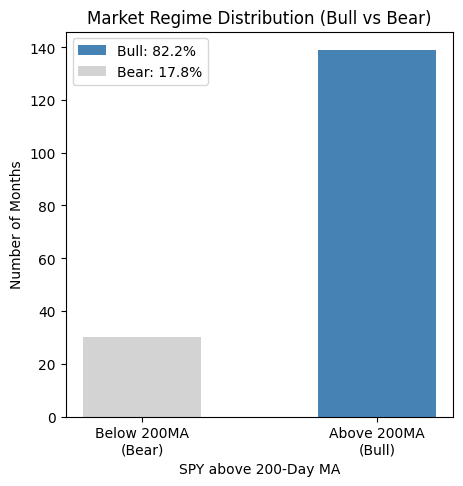 Market Regime Distribution (Bull vs Bear)
Bull: 82.2%
Bear: 17.8%
Number of Months
140
120
100
80
60
40
20
0
Below 200MA
(Bear)
Above 200MA
(Bull)
SPY above 200-Day MA